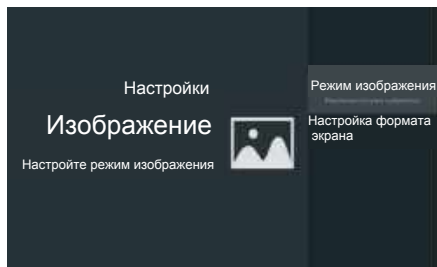 Настройки
Изображение
Настройте режим изображения
Режим изображения
Настройка формата
экрана